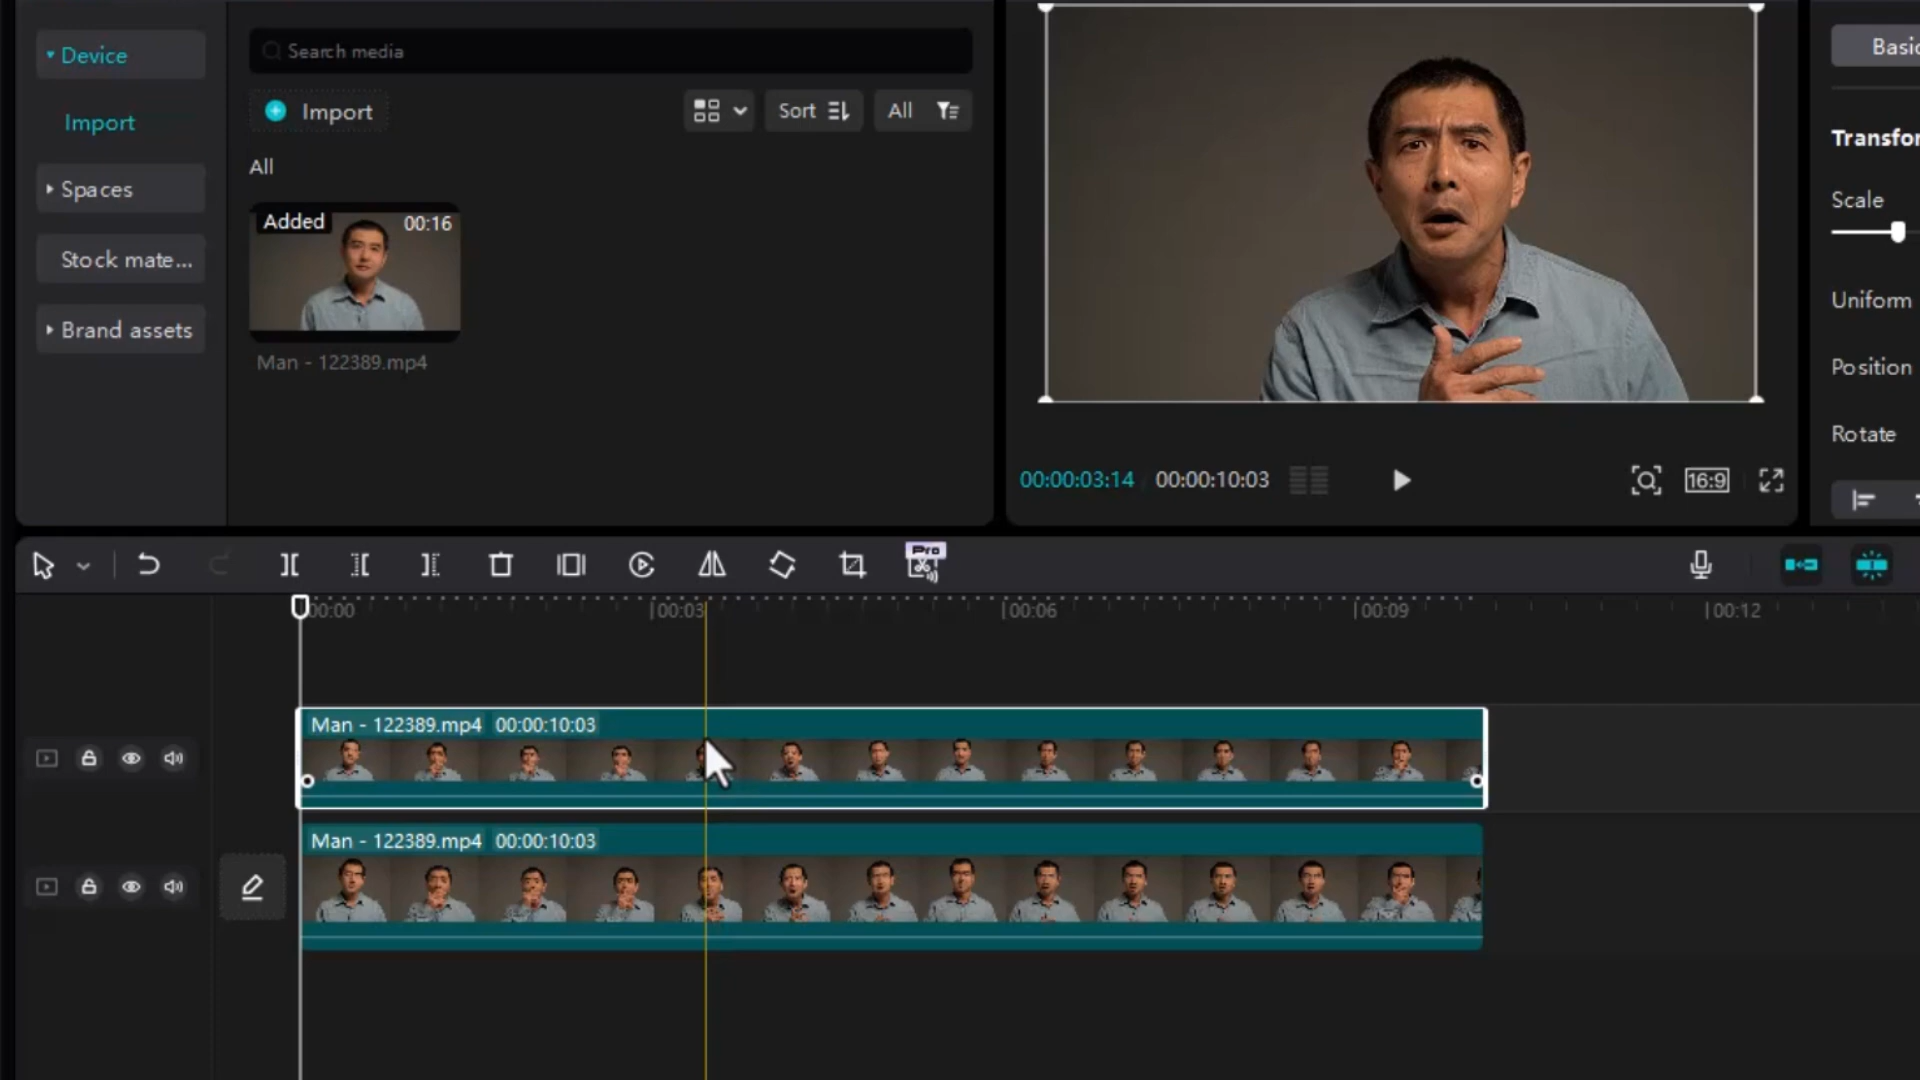 Device
Import
Spaces
Stock mate...
Brand assets
Search media
Import
Sort
All
All
Added
00:16
Man - 122389.mp4
00:00:03:14
00:00:10:03
16:9
Basic
Scale
Uniform
Position
Rotate
Pro
00:00
00:03
00:06
00:09
00:12
Man - 122389.mp4 00:00:10:03
Man - 122389.mp4 00:00:10:03